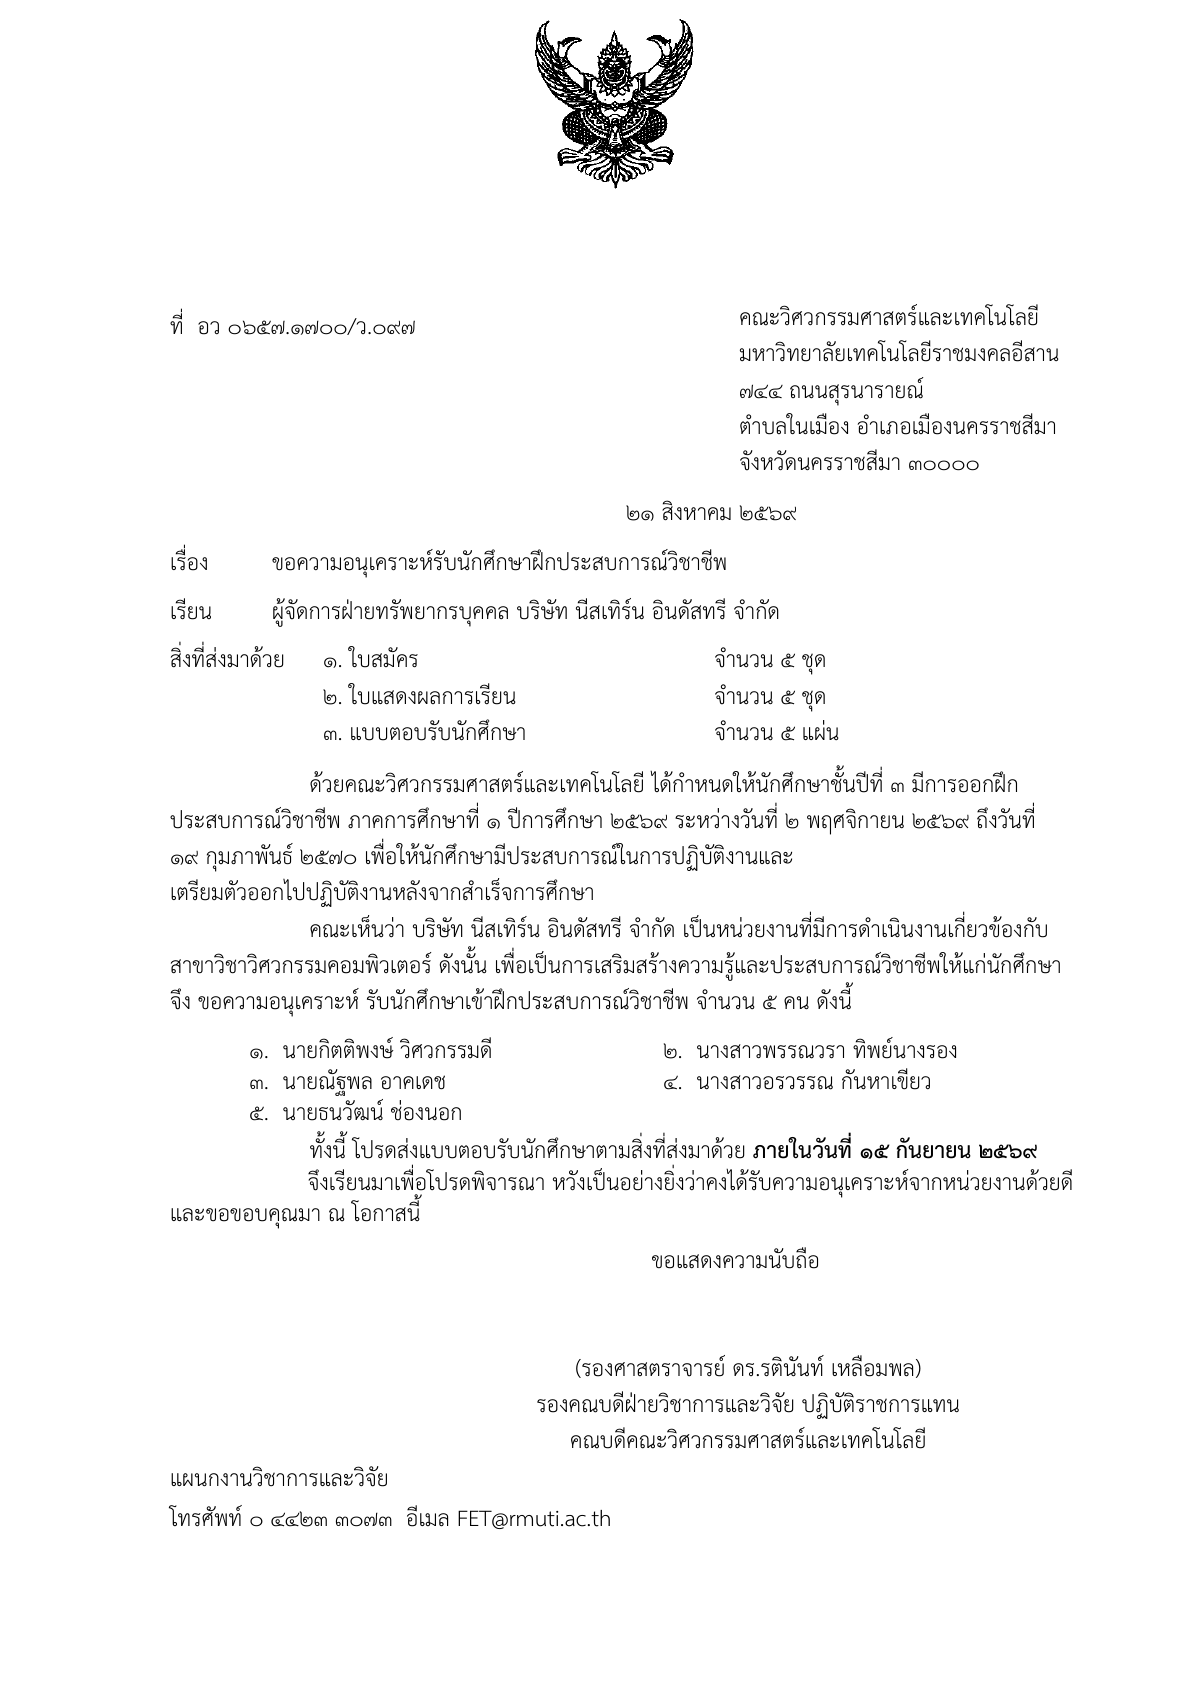 ที่ อว ๐๖๕๗.๑๗๐๐/ว.๐๙๗
คณะวิศวกรรมศาสตร์และเทคโนโลยี
มหาวิทยาลัยเทคโนโลยีราชมงคลอีสาน
๗๔๔ ถนนสุรนารายณ์
ตำบลในเมือง อำเภอเมืองนครราชสีมา
จังหวัดนครราชสีมา ๓๐๐๐๐
๒๑ สิงหาคม ๒๕๖๙
เรื่อง ขอความอนุเคราะห์รับนักศึกษาฝึกประสบการณ์วิชาชีพ
เรียน ผู้จัดการฝ่ายทรัพยากรบุคคล บริษัท นีสเทิร์น อินดัสทรี จำกัด
สิ่งที่ส่งมาด้วย ๑. ใบสมัคร จำนวน ๕ ชุด
๒. ใบแสดงผลการเรียน จำนวน ๕ ชุด
๓. แบบตอบรับนักศึกษา จำนวน ๕ แผ่น
ด้วยคณะวิศวกรรมศาสตร์และเทคโนโลยี ได้กำหนดให้นักศึกษาชั้นปีที่ ๓ มีการออกฝึก
ประสบการณ์วิชาชีพ ภาคการศึกษาที่ ๑ ปีการศึกษา ๒๕๖๙ ระหว่างวันที่ ๒ พฤศจิกายน ๒๕๖๙ ถึงวันที่
๑๙ กุมภาพันธ์ ๒๕๗๐ เพื่อให้นักศึกษามีประสบการณ์ในการปฏิบัติงานและ
เตรียมตัวออกไปปฏิบัติงานหลังจากสำเร็จการศึกษา
คณะเห็นว่า บริษัท นีสเทิร์น อินดัสทรี จำกัด เป็นหน่วยงานที่มีการดำเนินงานเกี่ยวข้องกับ
สาขาวิชาวิศวกรรมคอมพิวเตอร์ ดังนั้น เพื่อเป็นการเสริมสร้างความรู้และประสบการณ์วิชาชีพให้แก่นักศึกษา
จึง ขอความอนุเคราะห์ รับนักศึกษาเข้าฝึกประสบการณ์วิชาชีพ จำนวน ๕ คน ดังนี้
๑. นายกิตติพงษ์ วิศวกรรมดี ๒. นางสาวพรรณวรา ทิพย์นางรอง
๓. นายณัฐพล อาคเดช ๔. นางสาวอรวรรณ กันหาเขียว
๕. นายธนวัฒน์ ช่องนอก
ทั้งนี้ โปรดส่งแบบตอบรับนักศึกษาตามสิ่งที่ส่งมาด้วย ภายในวันที่ ๑๕ กันยายน ๒๕๖๙
จึงเรียนมาเพื่อโปรดพิจารณา หวังเป็นอย่างยิ่งว่าคงได้รับความอนุเคราะห์จากหน่วยงานด้วยดี
และขอขอบคุณมา ณ โอกาสนี้
ขอแสดงความนับถือ
(รองศาสตราจารย์ ดร.รตินันท์ เหลือมพล)
รองคณบดีฝ่ายวิชาการและวิจัย ปฏิบัติราชการแทน
คณบดีคณะวิศวกรรมศาสตร์และเทคโนโลยี
แผนกงานวิชาการและวิจัย
โทรศัพท์ ๐ ๔๔๒๓ ๓๐๗๓ อีเมล FET@rmuti.ac.th